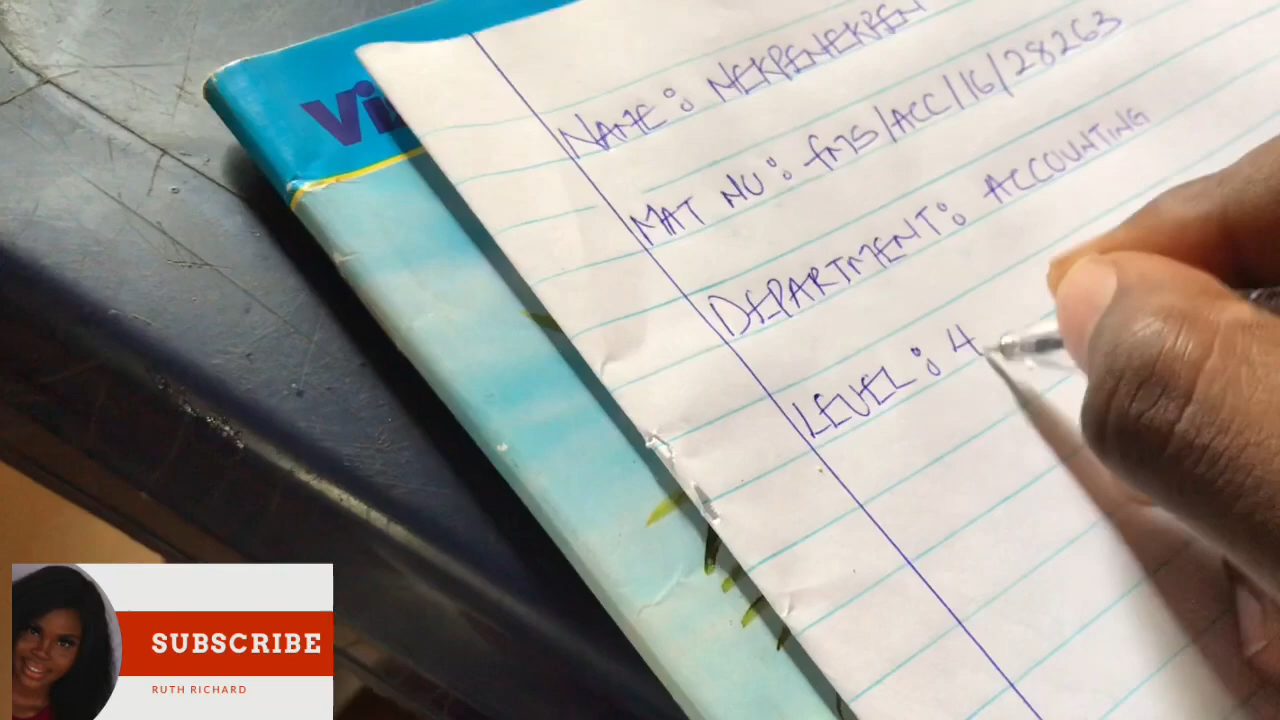 NAME: NEKPENEKPEN
MAT NO: fms/ACC/16/28263
DEPARTMENT: ACCOUNTING
LEVEL: 4
SUBSCRIBE
RUTH RICHARD